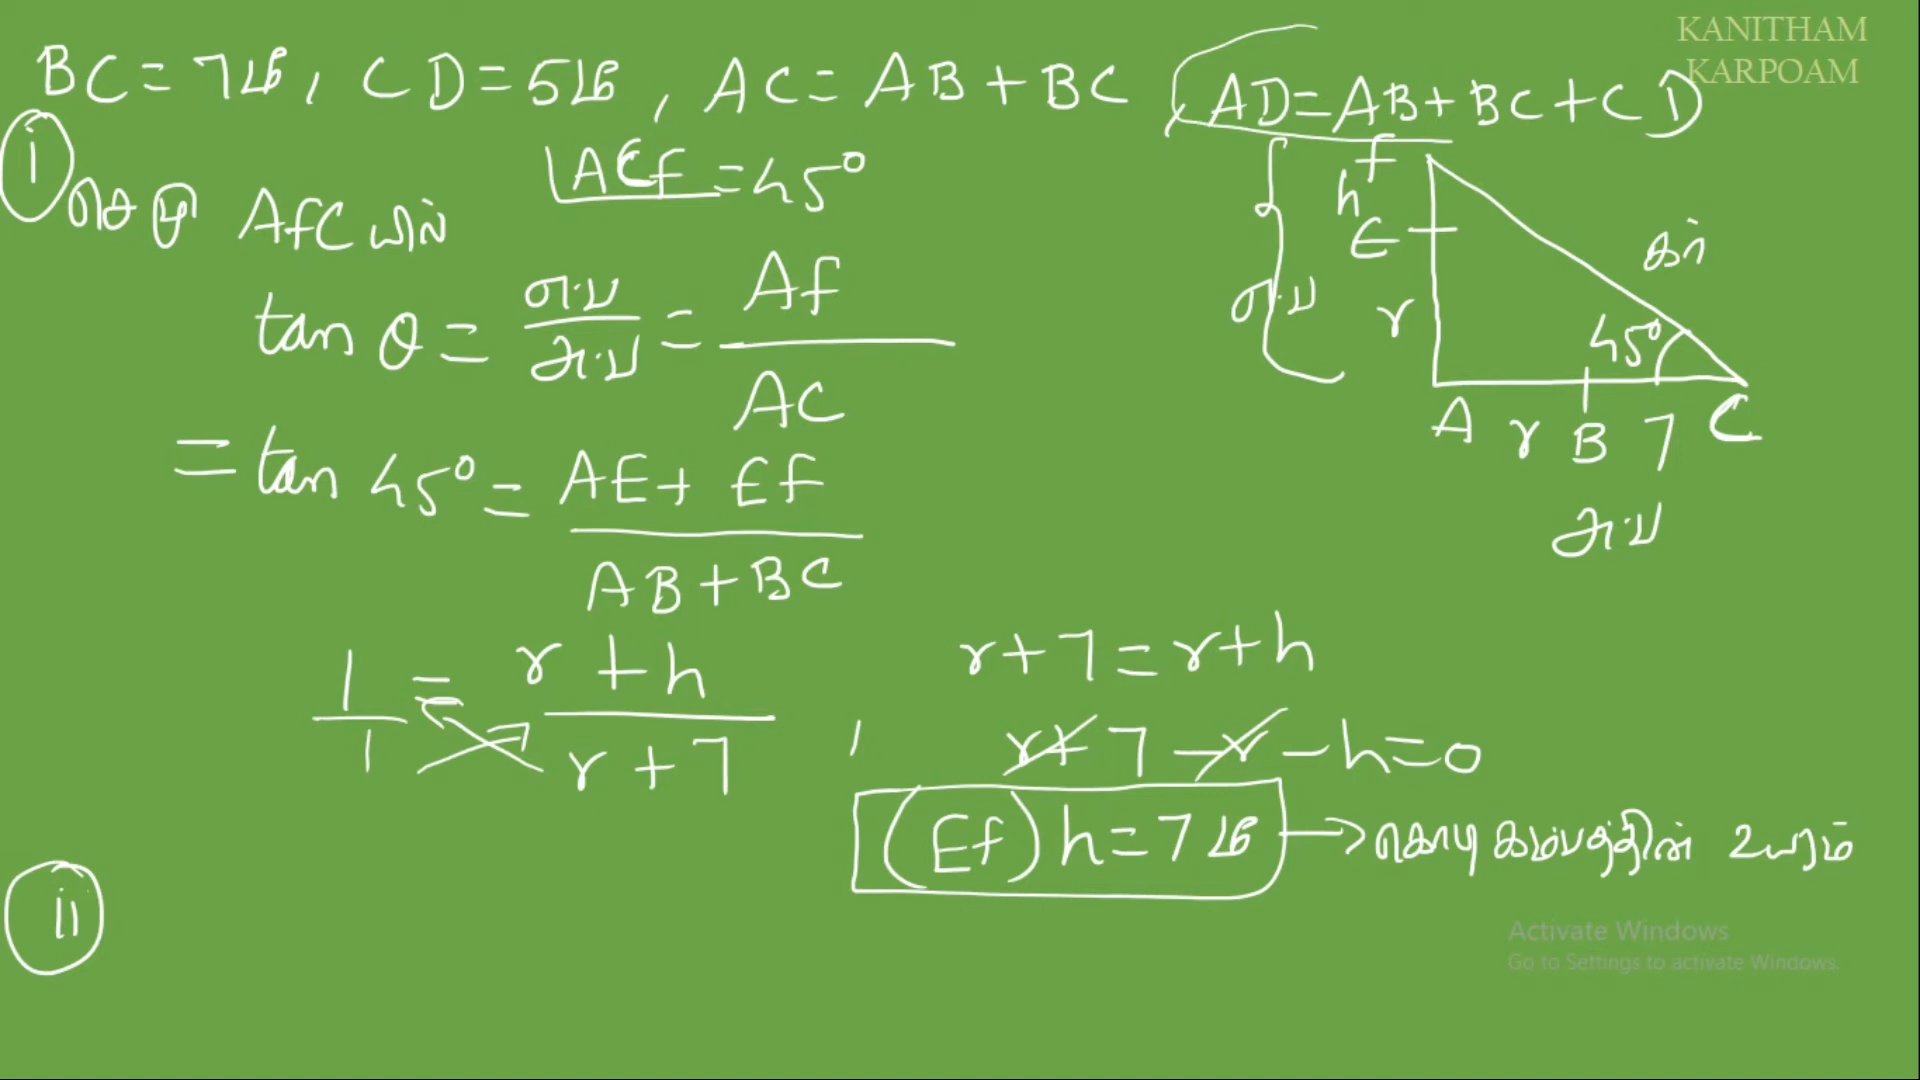 KANITHAM
KARPOAM
BC = 7மீ, CD = 5மீ, AC = AB + BC, AD = AB + BC + CD
i
∠ACf = 45°
செ மு AfC யில்
tan θ = எ.ப / அ.ப = Af / AC
= tan 45° = AE + Ef / AB + BC
1/1 = r + h / r + 7
r + 7 = r + h
r + 7 - r - h = 0
(Ef) h = 7 மீ → கொடி கம்பத்தின் உயரம்
f
h
E
எ.ப
r
கர்
45°
A r B 7 C
அ.ப
ii
Activate Windows
Go to Settings to activate Windows.